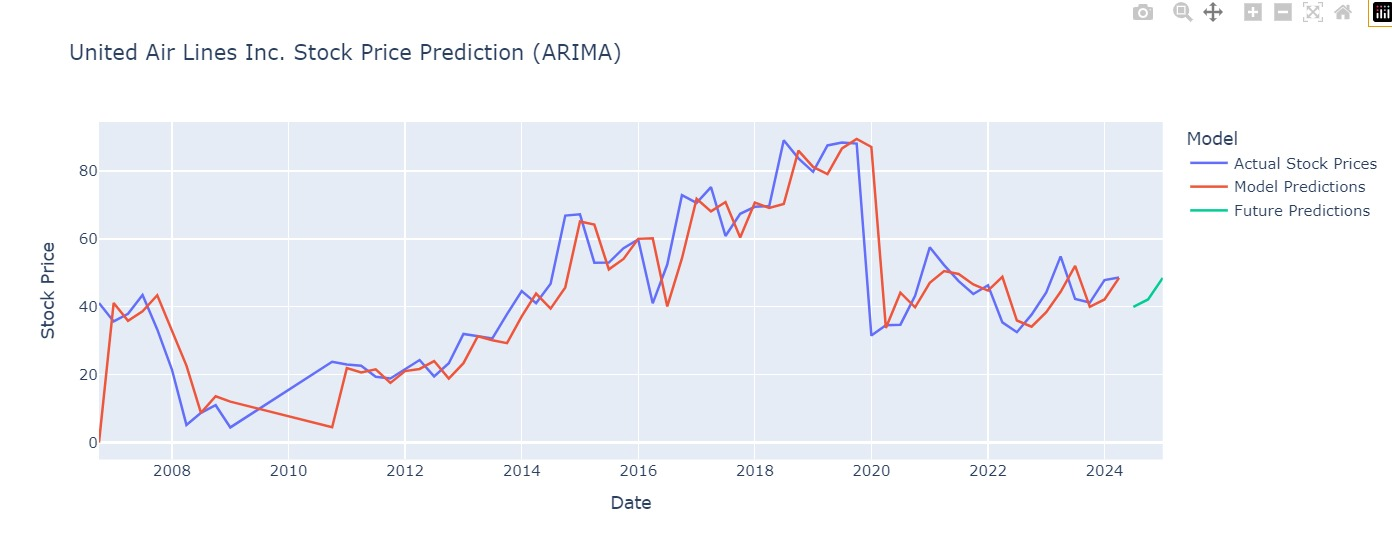 United Air Lines Inc. Stock Price Prediction (ARIMA)
Model
Actual Stock Prices
Model Predictions
Future Predictions
Stock Price
80
60
40
20
0
2008 2010 2012 2014 2016 2018 2020 2022 2024
Date